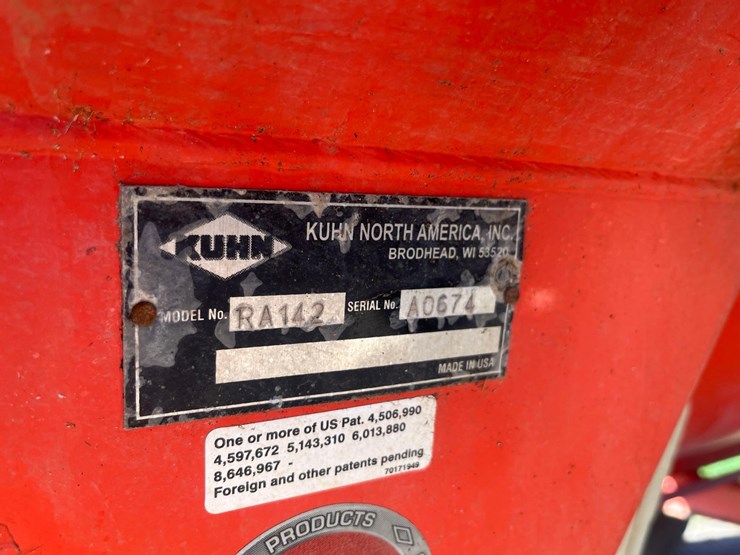 KUHN
KUHN NORTH AMERICA, INC.
BRODHEAD, WI 53520
MODEL No. RA142 SERIAL No. A0674
MADE IN USA
One or more of US Pat. 4,506,990
4,597,672 5,143,310 6,013,880
8,646,967 -
Foreign and other patents pending
70171949
PRODUCTS